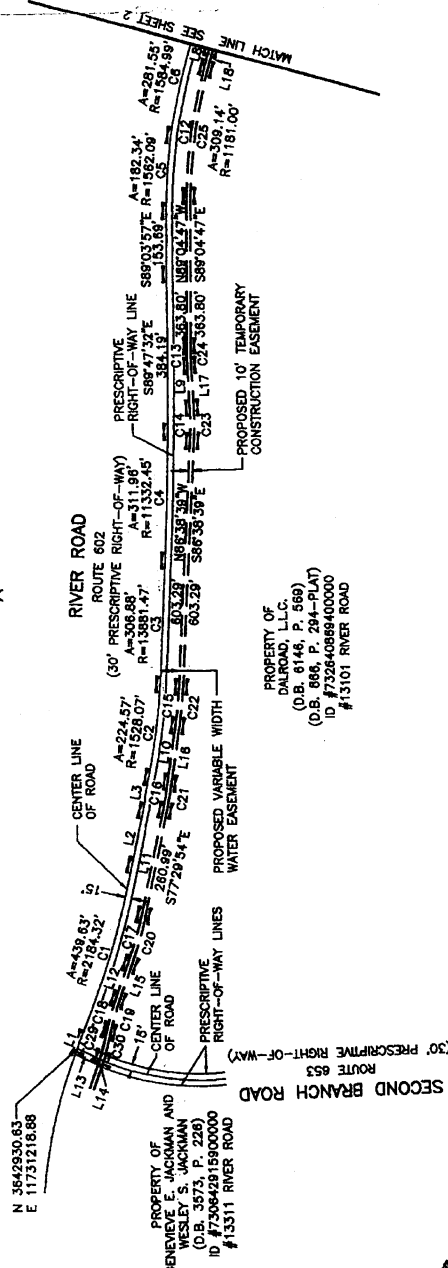 N 3642930.63
E 11731218.88
L13
L14
L1
C29
C30
C18
C19
L12
L15
C17
C20
A=439.63'
R=2184.32'
C1
15'
L2
L3
CENTER LINE
OF ROAD
L11
260.99'
S77°29'54"E
C16
C21
L10
L16
C15
C22
A=224.57'
R=1528.07'
C2
RIVER ROAD
ROUTE 602
(30' PRESCRIPTIVE RIGHT-OF-WAY)
A=306.88'
R=13881.47'
C3
A=311.96'
R=11332.45'
C4
603.29'
603.29'
N86°38'39"W
S86°38'39"E
PRESCRIPTIVE
RIGHT-OF-WAY LINE
C14
C23
L9
L17
C13
C24
S89°47'32"E
384.19'
363.80'
363.80'
N89°04'47"W
S89°04'47"E
S89°03'57"E
153.69'
A=182.34'
R=1562.09'
C5
A=281.55'
R=1584.99'
C6
C12
C25
A=309.14'
R=1181.00'
L18
MATCH LINE SEE SHEET 2
PROPOSED 10' TEMPORARY
CONSTRUCTION EASEMENT
PROPOSED VARIABLE WIDTH
WATER EASEMENT
PROPERTY OF
DALROAD, L.L.C.
(D.B. 6146, P. 569)
(D.B. 666, P. 294-PLAT)
ID #732640869400000
#13101 RIVER ROAD
15'
CENTER LINE
OF ROAD
PRESCRIPTIVE
RIGHT-OF-WAY LINES
SECOND BRANCH ROAD
ROUTE 653
(30' PRESCRIPTIVE RIGHT-OF-WAY)
PROPERTY OF
GENEVIEVE E. JACKMAN AND
WESLEY S. JACKMAN
(D.B. 3573, P. 226)
ID #730642915900000
#13311 RIVER ROAD